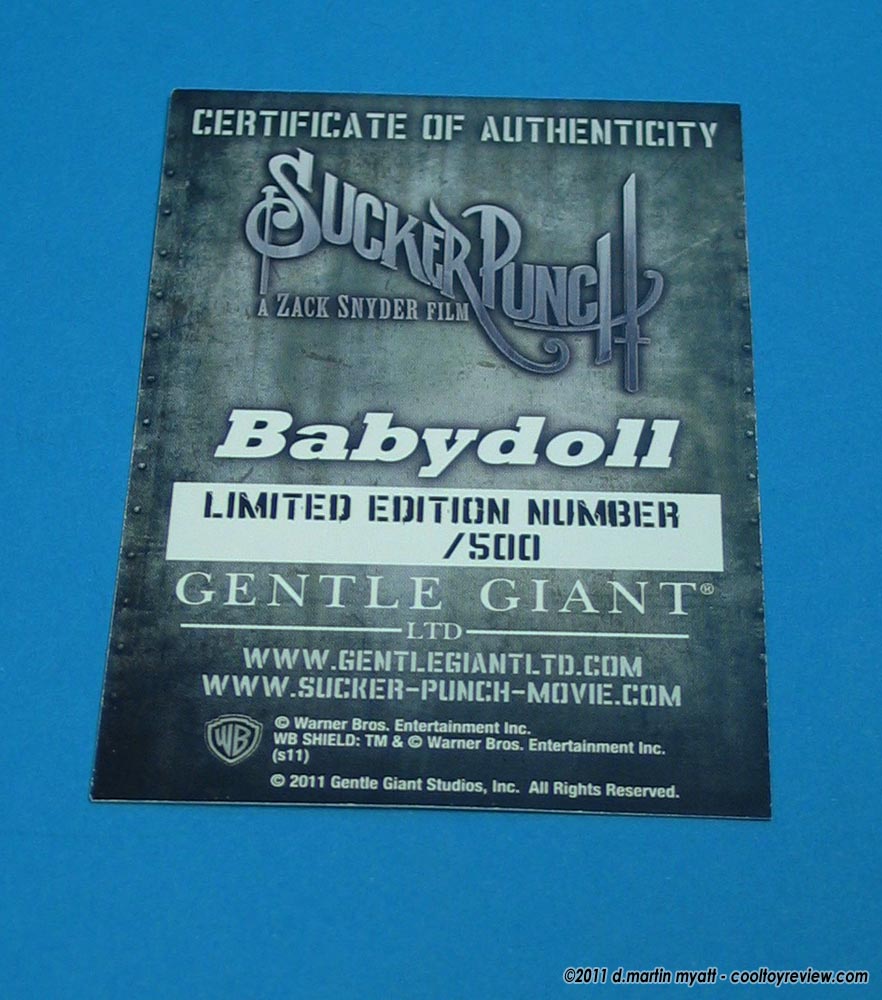 CERTIFICATE OF AUTHENTICITY
SUCKER PUNCH
A ZACK SNYDER FILM
Babydoll
LIMITED EDITION NUMBER
/500
GENTLE GIANT®
LTD
WWW.GENTLEGIANTLTD.COM
WWW.SUCKER-PUNCH-MOVIE.COM
WB
© Warner Bros. Entertainment Inc.
WB SHIELD: TM & © Warner Bros. Entertainment Inc.
(s11)
© 2011 Gentle Giant Studios, Inc. All Rights Reserved.
©2011 d.martin myatt - cooltoyreview.com